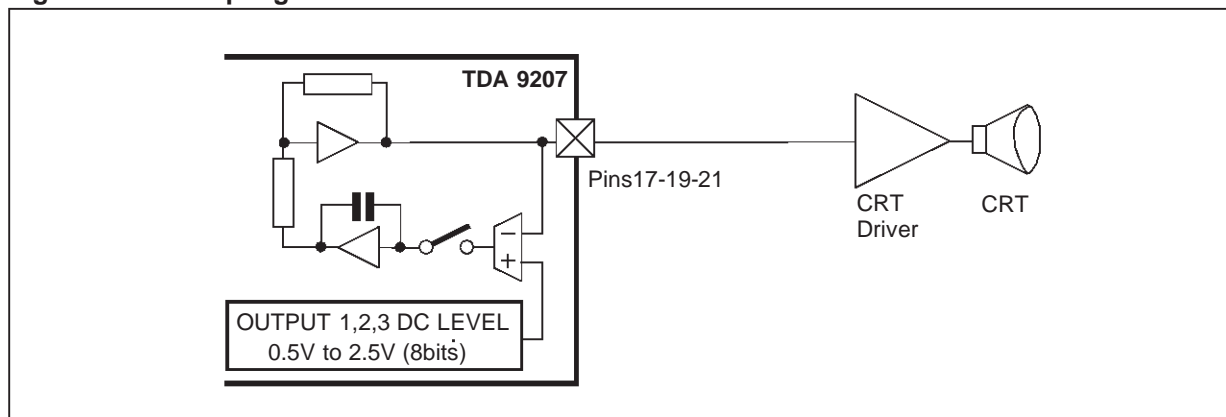 TDA 9207
Pins17-19-21
CRT
Driver
CRT
−
+
OUTPUT 1,2,3 DC LEVEL
0.5V to 2.5V (8bits)